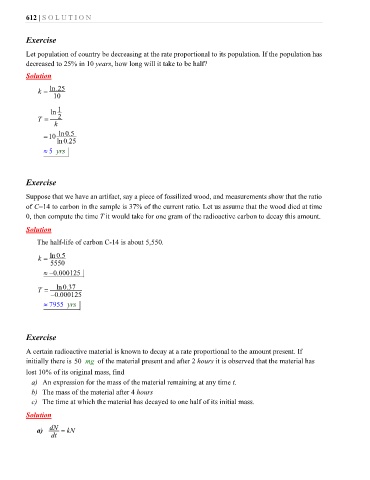 612 | S O L U T I O N
Exercise
Let population of country be decreasing at the rate proportional to its population. If the population has
decreased to 25% in 10 years, how long will it take to be half?
Solution
k = ln .25 / 10
T = ln 1/2 / k
= 10 ln 0.5 / ln 0.25
≈ 5 yrs
Exercise
Suppose that we have an artifact, say a piece of fossilized wood, and measurements show that the ratio
of C–14 to carbon in the sample is 37% of the current ratio. Let us assume that the wood died at time
0, then compute the time T it would take for one gram of the radioactive carbon to decay this amount.
Solution
The half-life of carbon C-14 is about 5,550.
k = ln 0.5 / 5550
≈ −0.000125
T = ln 0.37 / −0.000125
≈ 7955 yrs
Exercise
A certain radioactive material is known to decay at a rate proportional to the amount present. If
initially there is 50 mg of the material present and after 2 hours it is observed that the material has
lost 10% of its original mass, find
a) An expression for the mass of the material remaining at any time t.
b) The mass of the material after 4 hours
c) The time at which the material has decayed to one half of its initial mass.
Solution
a) dN / dt = kN